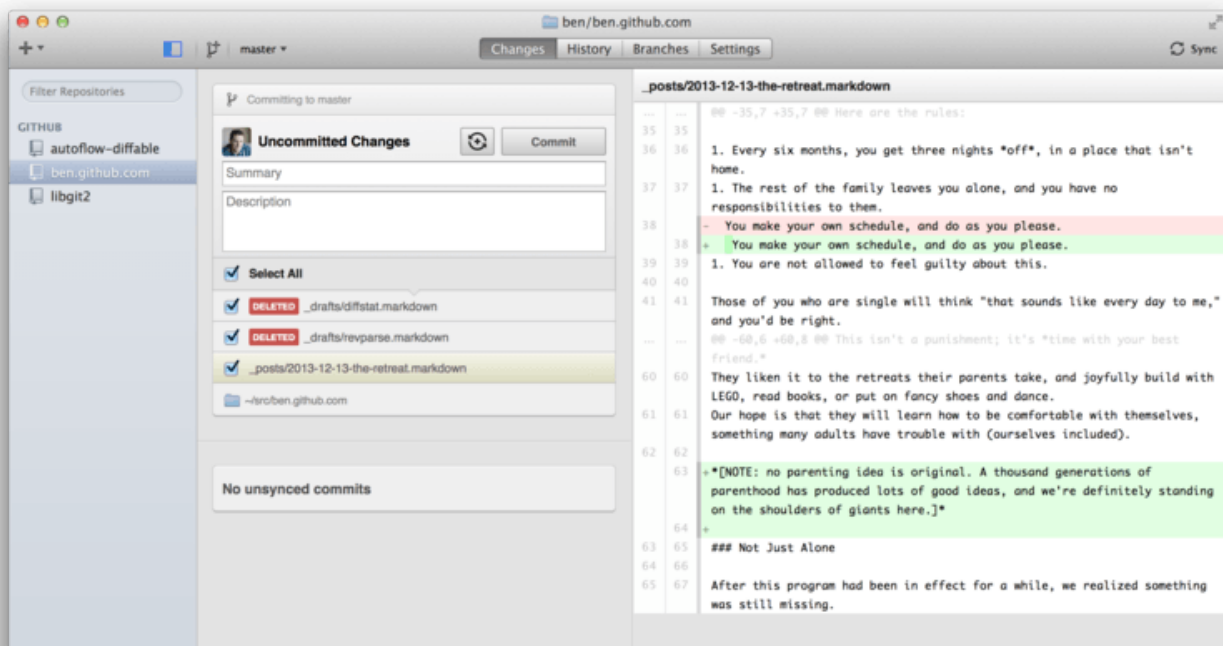 ben/ben.github.com
master
Changes History Branches Settings
Sync
Filter Repositories
GITHUB
autoflow-diffable
ben.github.com
libgit2
Committing to master
Uncommitted Changes
Commit
Summary
Description
Select All
DELETED _drafts/diffstat.markdown
DELETED _drafts/revparse.markdown
_posts/2013-12-13-the-retreat.markdown
~/src/ben.github.com
No unsynced commits
_posts/2013-12-13-the-retreat.markdown
... ... @@ -35,7 +35,7 @@ Here are the rules:
35 35
36 36 1. Every six months, you get three nights *off*, in a place that isn't
home.
37 37 1. The rest of the family leaves you alone, and you have no
responsibilities to them.
38 - You make your own schedule, and do as you please.
38 + You make your own schedule, and do as you please.
39 39 1. You are not allowed to feel guilty about this.
40 40
41 41 Those of you who are single will think "that sounds like every day to me,"
and you'd be right.
... ... @@ -60,6 +60,8 @@ This isn't a punishment; it's *time with your best
friend.*
60 60 They liken it to the retreats their parents take, and joyfully build with
LEGO, read books, or put on fancy shoes and dance.
61 61 Our hope is that they will learn how to be comfortable with themselves,
something many adults have trouble with (ourselves included).
62 62
63 +*[NOTE: no parenting idea is original. A thousand generations of
parenthood has produced lots of good ideas, and we're definitely standing
on the shoulders of giants here.]*
64 +
63 65 ### Not Just Alone
64 66
65 67 After this program had been in effect for a while, we realized something
was still missing.